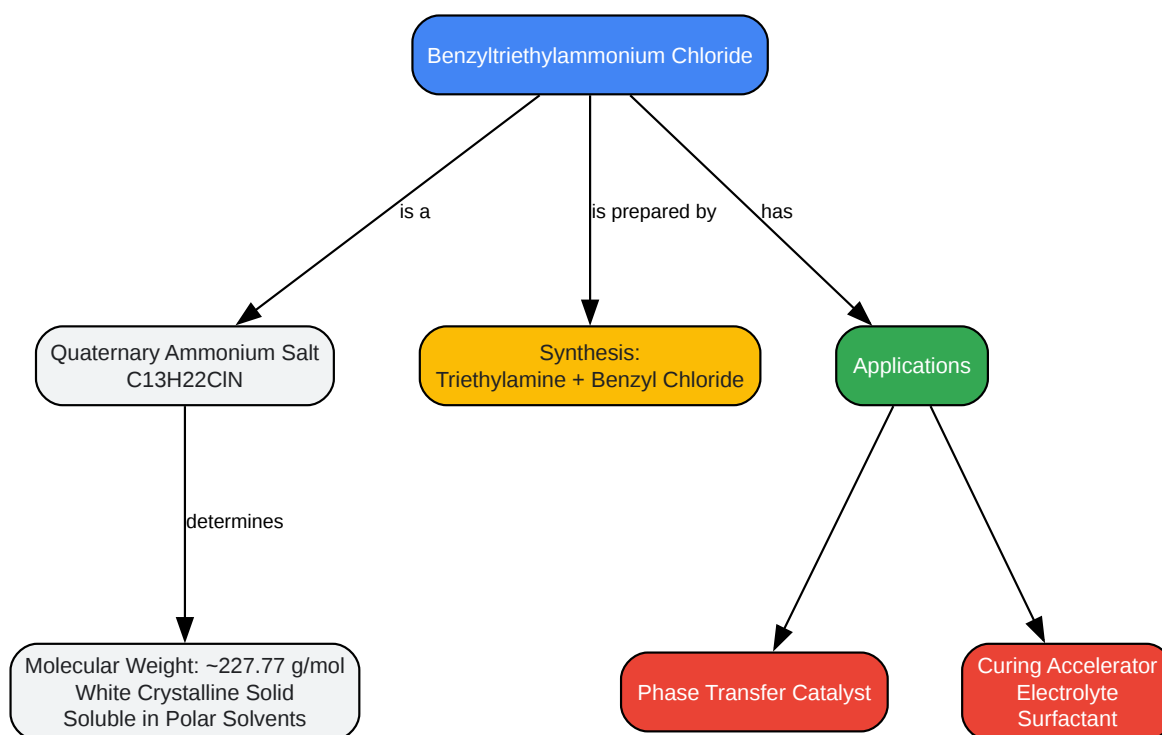 Benzyltriethylammonium Chloride
is a
is prepared by
has
Quaternary Ammonium Salt
C13H22ClN
Synthesis:
Triethylamine + Benzyl Chloride
Applications
determines
Molecular Weight: ~227.77 g/mol
White Crystalline Solid
Soluble in Polar Solvents
Phase Transfer Catalyst
Curing Accelerator
Electrolyte
Surfactant